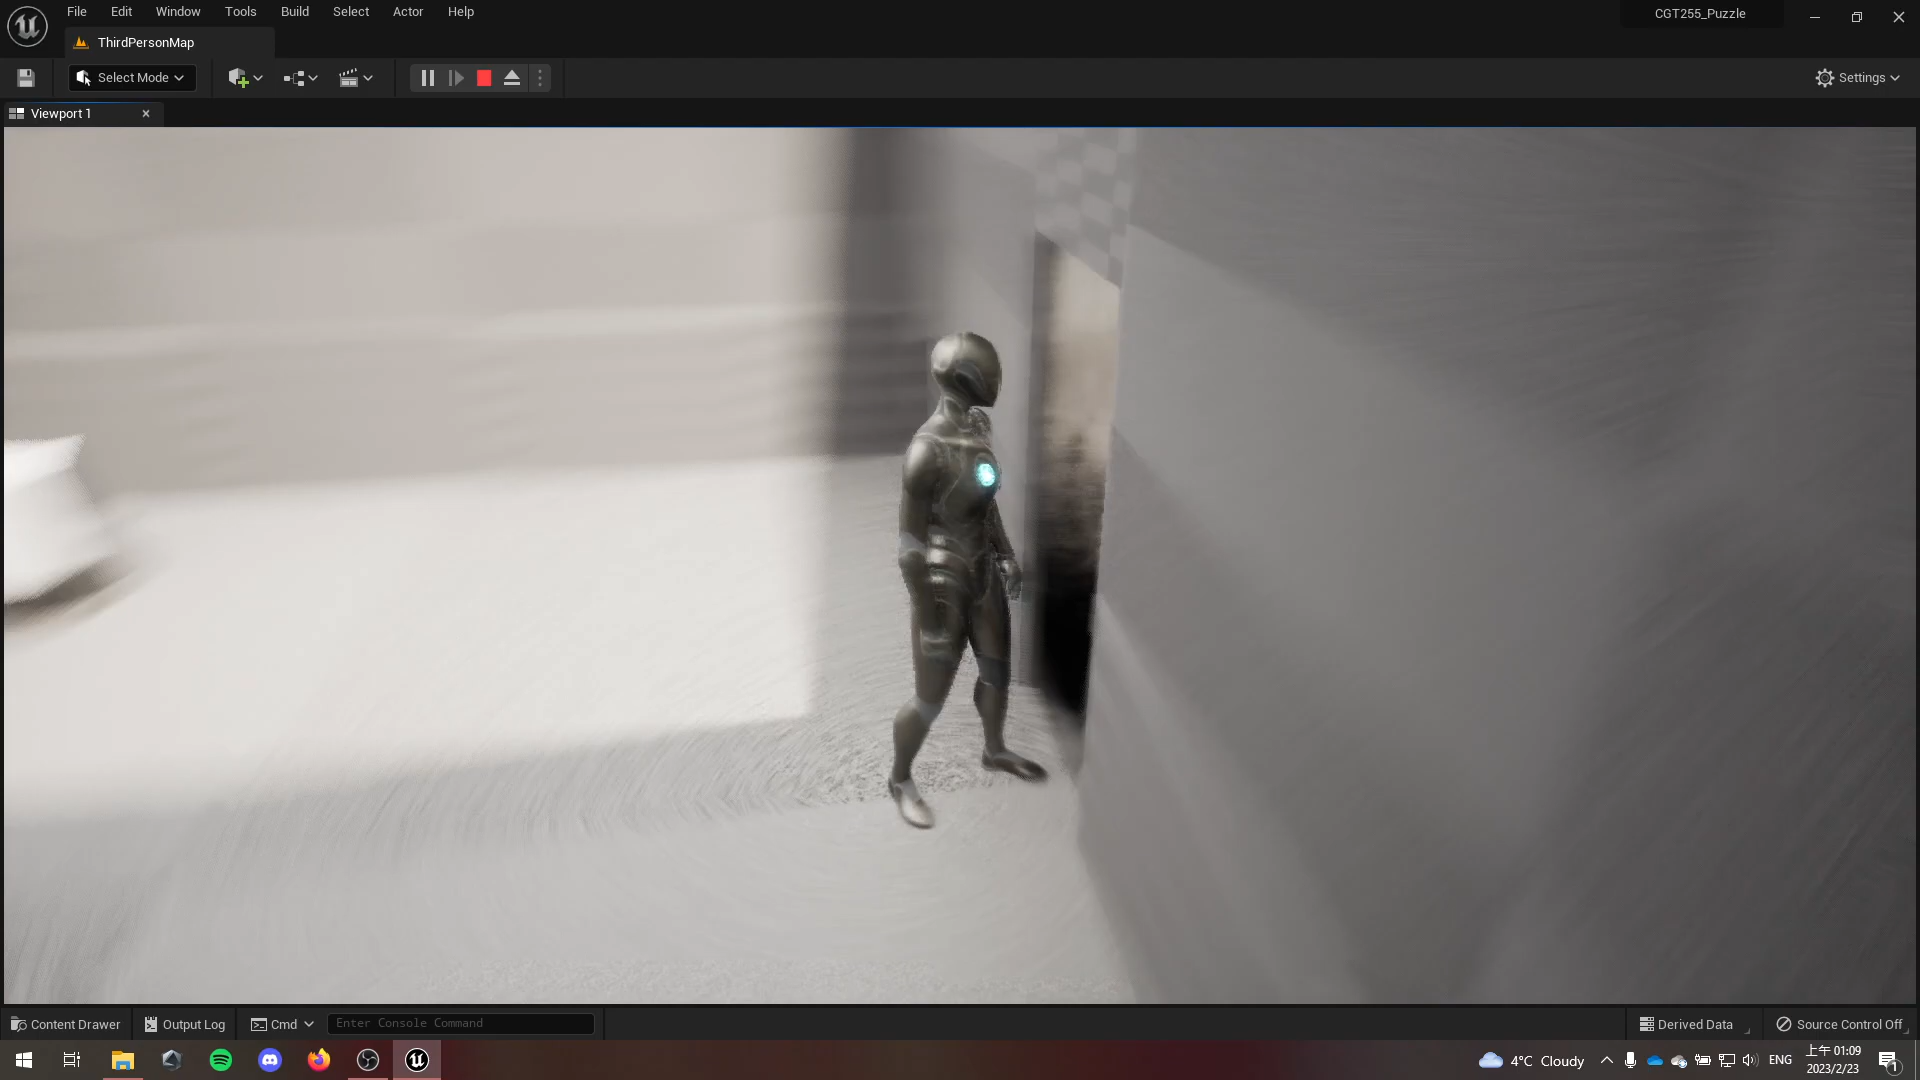 File Edit Window Tools Build Select Actor Help
CGT255_Puzzle
ThirdPersonMap
Select Mode
Settings
Viewport 1
Content Drawer
Output Log
Cmd
Enter Console Command
Derived Data
Source Control Off
4°C Cloudy
ENG
上午 01:09
2023/2/23
1